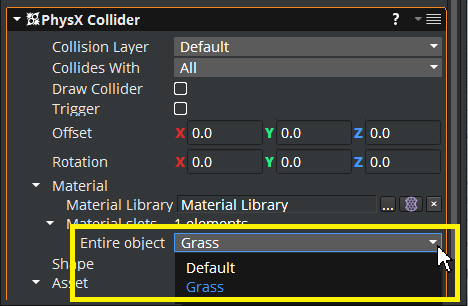 PhysX Collider ?
Collision Layer Default
Collides With All
Draw Collider
Trigger
Offset X 0.0 Y 0.0 Z 0.0
Rotation X 0.0 Y 0.0 Z 0.0
Material
Material Library Material Library ...
Material slots 1 elements
Entire object Grass
Shape
Default
Asset
Grass